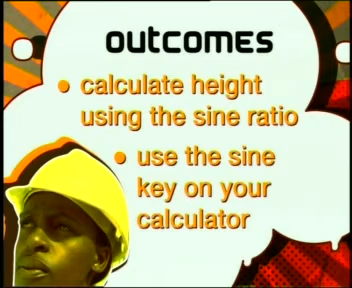 outcomes
• calculate height
using the sine ratio
• use the sine
key on your
calculator